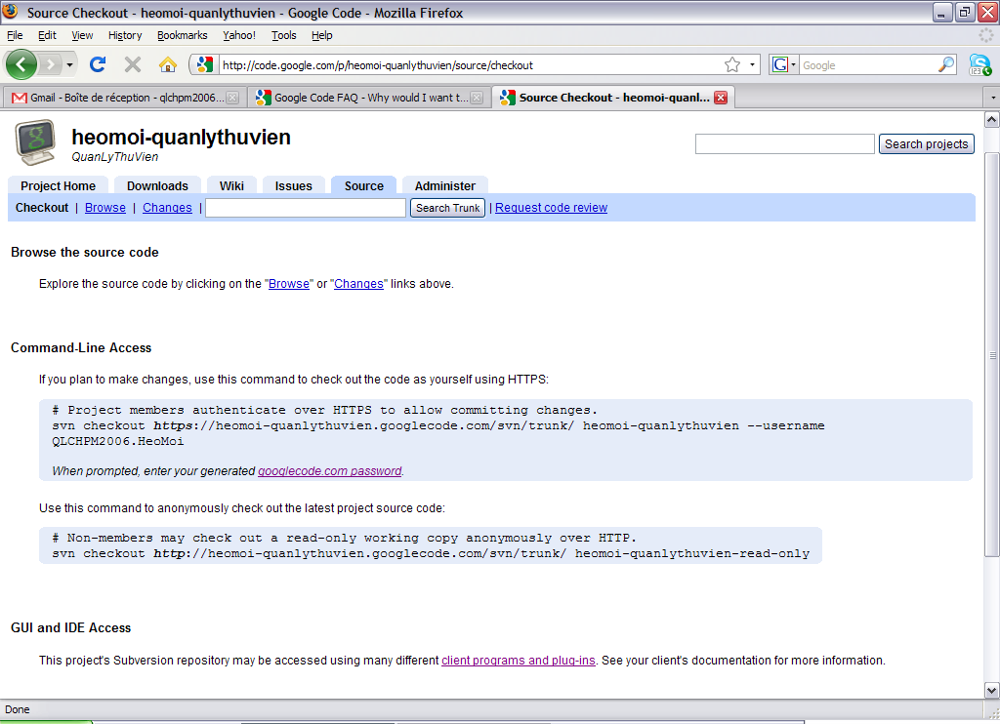 Source Checkout - heomoi-quanlythuvien - Google Code - Mozilla Firefox
File Edit View History Bookmarks Yahoo! Tools Help
http://code.google.com/p/heomoi-quanlythuvien/source/checkout
G Google
Gmail - Boîte de réception - qlchpm2006... Google Code FAQ - Why would I want t... Source Checkout - heomoi-quanl...
heomoi-quanlythuvien
QuanLyThuVien
Search projects
Project Home Downloads Wiki Issues Source Administer
Checkout | Browse | Changes | Search Trunk | Request code review
Browse the source code
Explore the source code by clicking on the "Browse" or "Changes" links above.
Command-Line Access
If you plan to make changes, use this command to check out the code as yourself using HTTPS:
# Project members authenticate over HTTPS to allow committing changes.
svn checkout https://heomoi-quanlythuvien.googlecode.com/svn/trunk/ heomoi-quanlythuvien --username
QLCHPM2006.HeoMoi
When prompted, enter your generated googlecode.com password.
Use this command to anonymously check out the latest project source code:
# Non-members may check out a read-only working copy anonymously over HTTP.
svn checkout http://heomoi-quanlythuvien.googlecode.com/svn/trunk/ heomoi-quanlythuvien-read-only
GUI and IDE Access
This project's Subversion repository may be accessed using many different client programs and plug-ins. See your client's documentation for more information.
Done